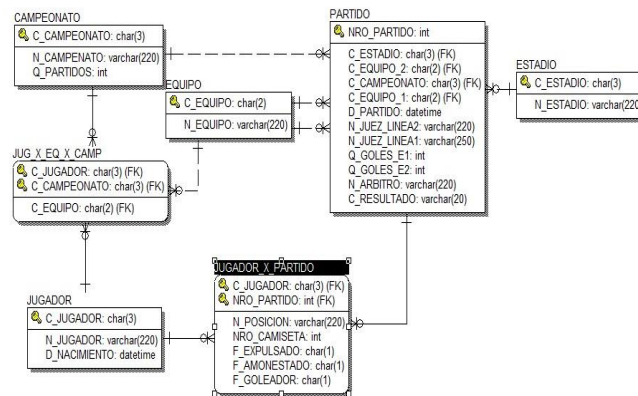 CAMPEONATO
C_CAMPEONATO: char(3)
N_CAMPENATO: varchar(220)
Q_PARTIDOS: int
PARTIDO
NRO_PARTIDO: int
C_ESTADIO: char(3) (FK)
C_EQUIPO_2: char(2) (FK)
C_CAMPEONATO: char(3) (FK)
C_EQUIPO_1: char(2) (FK)
D_PARTIDO: datetime
N_JUEZ_LINEA2: varchar(220)
N_JUEZ_LINEA1: varchar(250)
Q_GOLES_E1: int
Q_GOLES_E2: int
N_ARBITRO: varchar(220)
C_RESULTADO: varchar(20)
ESTADIO
C_ESTADIO: char(3)
N_ESTADIO: varchar(220)
EQUIPO
C_EQUIPO: char(2)
N_EQUIPO: varchar(220)
JUG_X_EQ_X_CAMP
C_JUGADOR: char(3) (FK)
C_CAMPEONATO: char(3) (FK)
C_EQUIPO: char(2) (FK)
JUGADOR
C_JUGADOR: char(3)
N_JUGADOR: varchar(220)
D_NACIMIENTO: datetime
JUGADOR_X_PARTIDO
C_JUGADOR: char(3) (FK)
NRO_PARTIDO: int (FK)
N_POSICION: varchar(220)
NRO_CAMISETA: int
F_EXPULSADO: char(1)
F_AMONESTADO: char(1)
F_GOLEADOR: char(1)